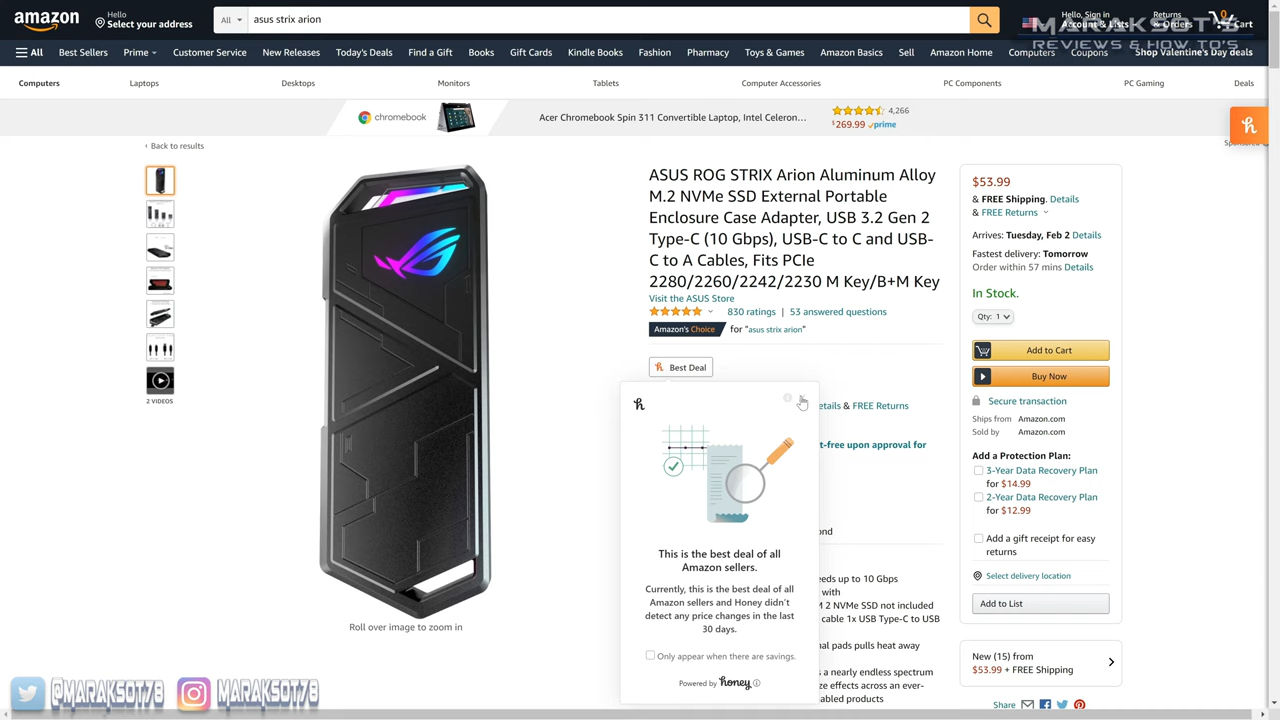 amazon
Hello
Select your address
All
asus strix arion
Hello, Sign in
Account & Lists
Returns
& Orders
0
Cart
MARAKSOT'S
REVIEWS & HOW TO'S
All
Best Sellers
Prime
Customer Service
New Releases
Today's Deals
Find a Gift
Books
Gift Cards
Kindle Books
Fashion
Pharmacy
Toys & Games
Amazon Basics
Sell
Amazon Home
Computers
Coupons
Shop Valentine's Day deals
Computers
Laptops
Desktops
Monitors
Tablets
Computer Accessories
PC Components
PC Gaming
Deals
chromebook
Acer Chromebook Spin 311 Convertible Laptop, Intel Celeron...
4,266
$269.99 prime
‹ Back to results
2 VIDEOS
Roll over image to zoom in
ASUS ROG STRIX Arion Aluminum Alloy
M.2 NVMe SSD External Portable
Enclosure Case Adapter, USB 3.2 Gen 2
Type-C (10 Gbps), USB-C to C and USB-
C to A Cables, Fits PCIe
2280/2260/2242/2230 M Key/B+M Key
Visit the ASUS Store
830 ratings | 53 answered questions
Amazon's Choice for "asus strix arion"
Best Deal
& FREE Returns
t-free upon approval for
This is the best deal of all
Amazon sellers.
Currently, this is the best deal of all
Amazon sellers and Honey didn't
detect any price changes in the last
30 days.
Only appear when there are savings.
Powered by honey
ond
eeds up to 10 Gbps
with
2 NVMe SSD not included
cable 1x USB Type-C to USB
al pads pulls heat away
a nearly endless spectrum
ze effects across an ever-
abled products
$53.99
& FREE Shipping. Details
& FREE Returns
Arrives: Tuesday, Feb 2 Details
Fastest delivery: Tomorrow
Order within 57 mins Details
In Stock.
Qty: 1
Add to Cart
Buy Now
Secure transaction
Ships from Amazon.com
Sold by Amazon.com
Add a Protection Plan:
3-Year Data Recovery Plan
for $14.99
2-Year Data Recovery Plan
for $12.99
Add a gift receipt for easy
returns
Select delivery location
Add to List
New (15) from
$53.99 + FREE Shipping
Share
@MARAKSOT78
MARAKSOT78